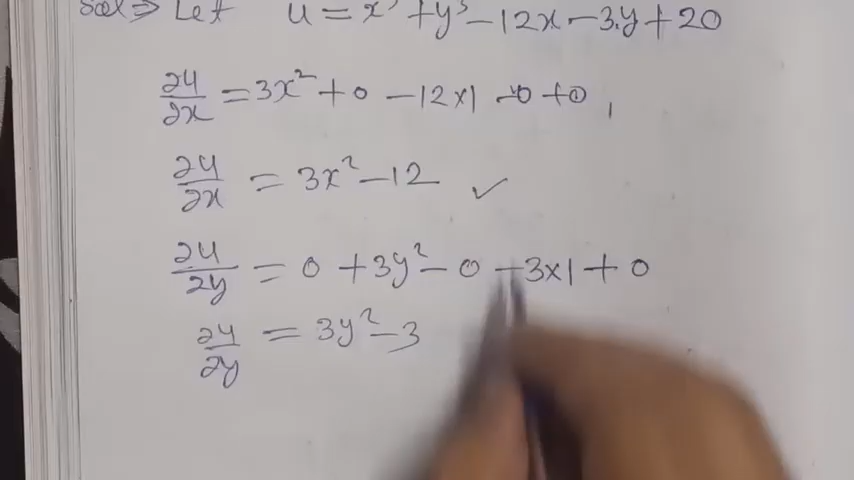 Sol ⇒ Let u = x³ + y³ - 12x - 3y + 20
∂u/∂x = 3x² + 0 - 12×1 - 0 + 0,
∂u/∂x = 3x² - 12 ✓
∂u/∂y = 0 + 3y² - 0 - 3×1 + 0
∂u/∂y = 3y² - 3